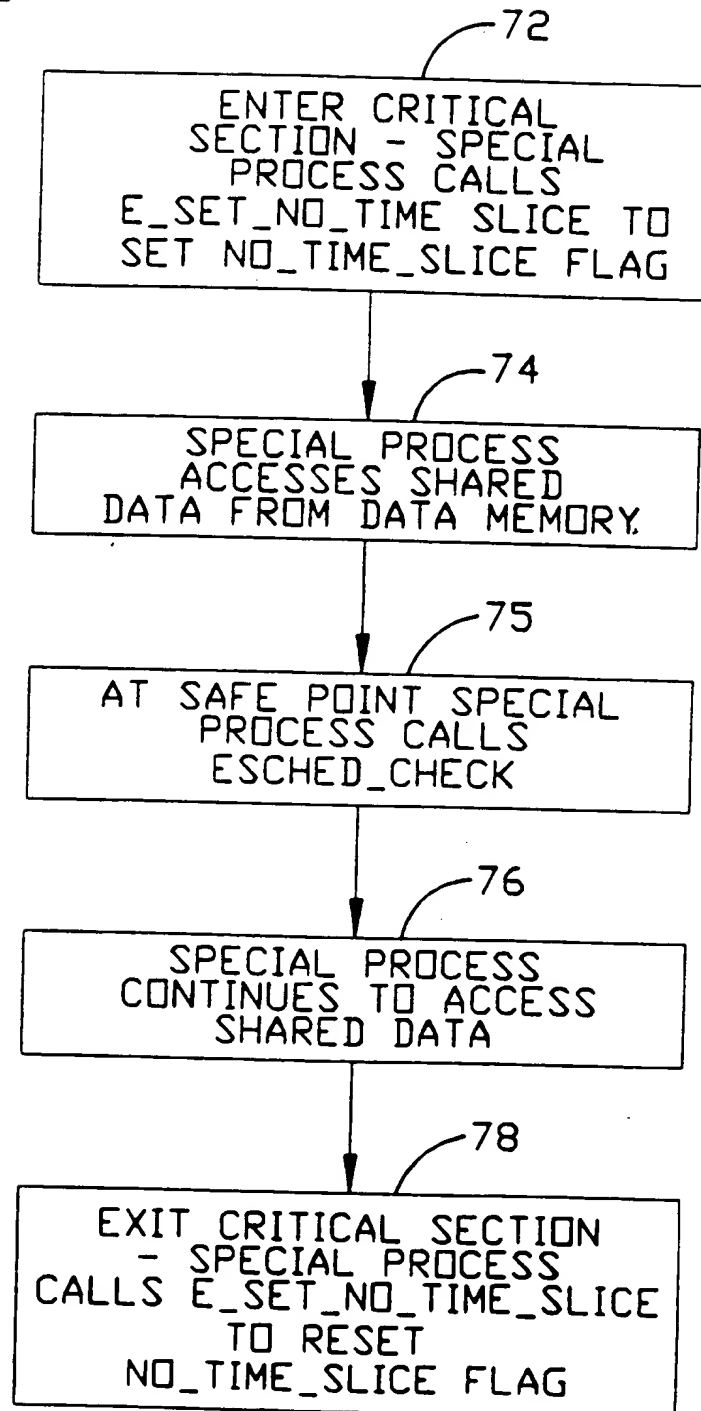 72
ENTER CRITICAL
SECTION - SPECIAL
PROCESS CALLS
E_SET_NO_TIME SLICE TO
SET NO_TIME_SLICE FLAG
74
SPECIAL PROCESS
ACCESSES SHARED
DATA FROM DATA MEMORY.
75
AT SAFE POINT SPECIAL
PROCESS CALLS
ESCHED_CHECK
76
SPECIAL PROCESS
CONTINUES TO ACCESS
SHARED DATA
78
EXIT CRITICAL SECTION
- SPECIAL PROCESS
CALLS E_SET_NO_TIME_SLICE
TO RESET
NO_TIME_SLICE FLAG